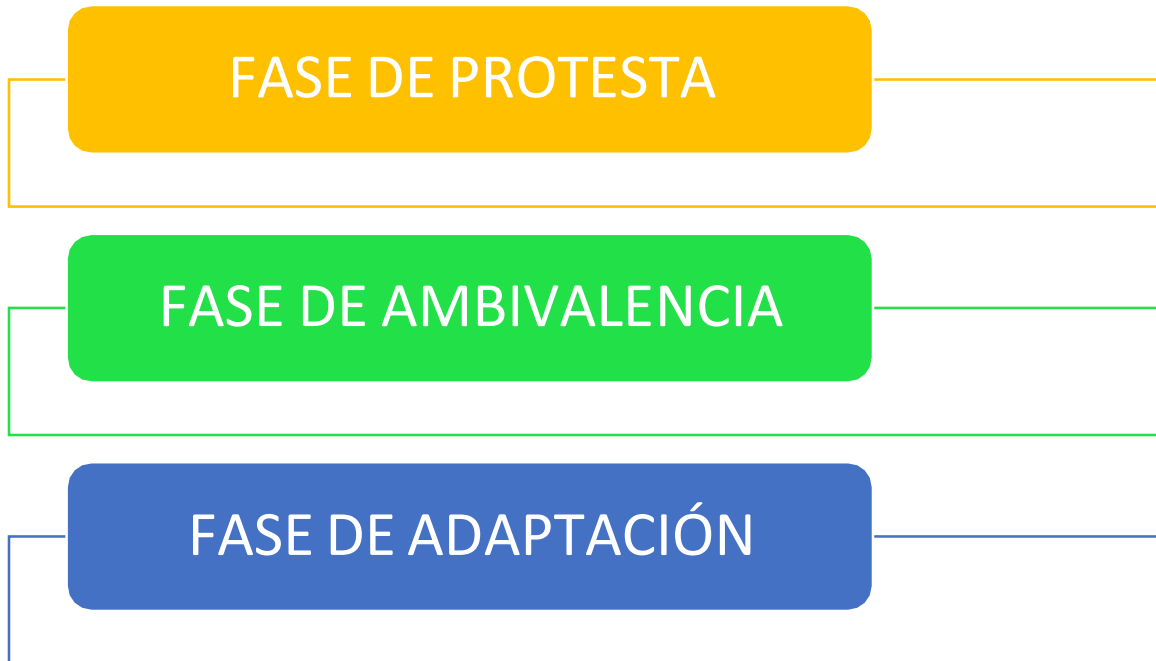 FASE DE PROTESTA
FASE DE AMBIVALENCIA
FASE DE ADAPTACIÓN